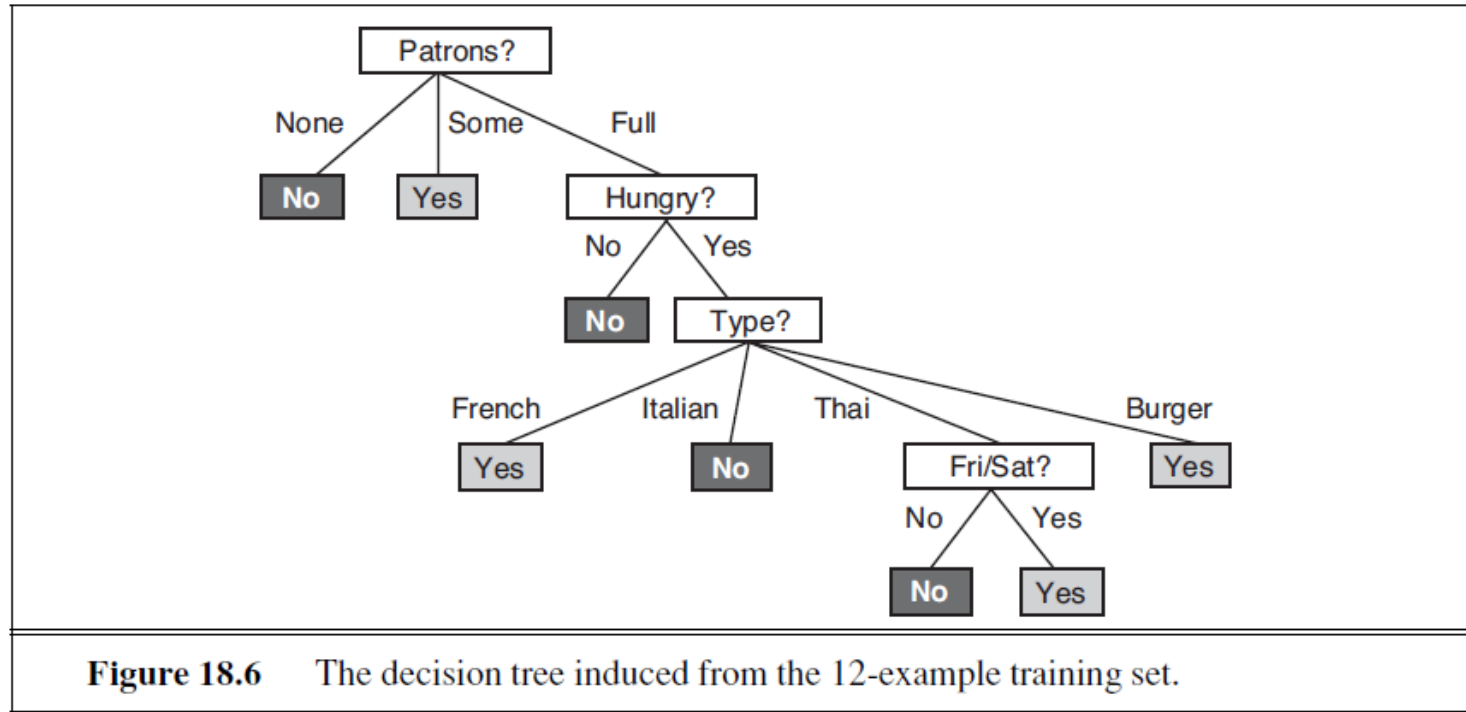 Patrons?
None Some Full
No Yes Hungry?
No Yes
No Type?
French Italian Thai Burger
Yes No Fri/Sat? Yes
No Yes
No Yes
Figure 18.6 The decision tree induced from the 12-example training set.